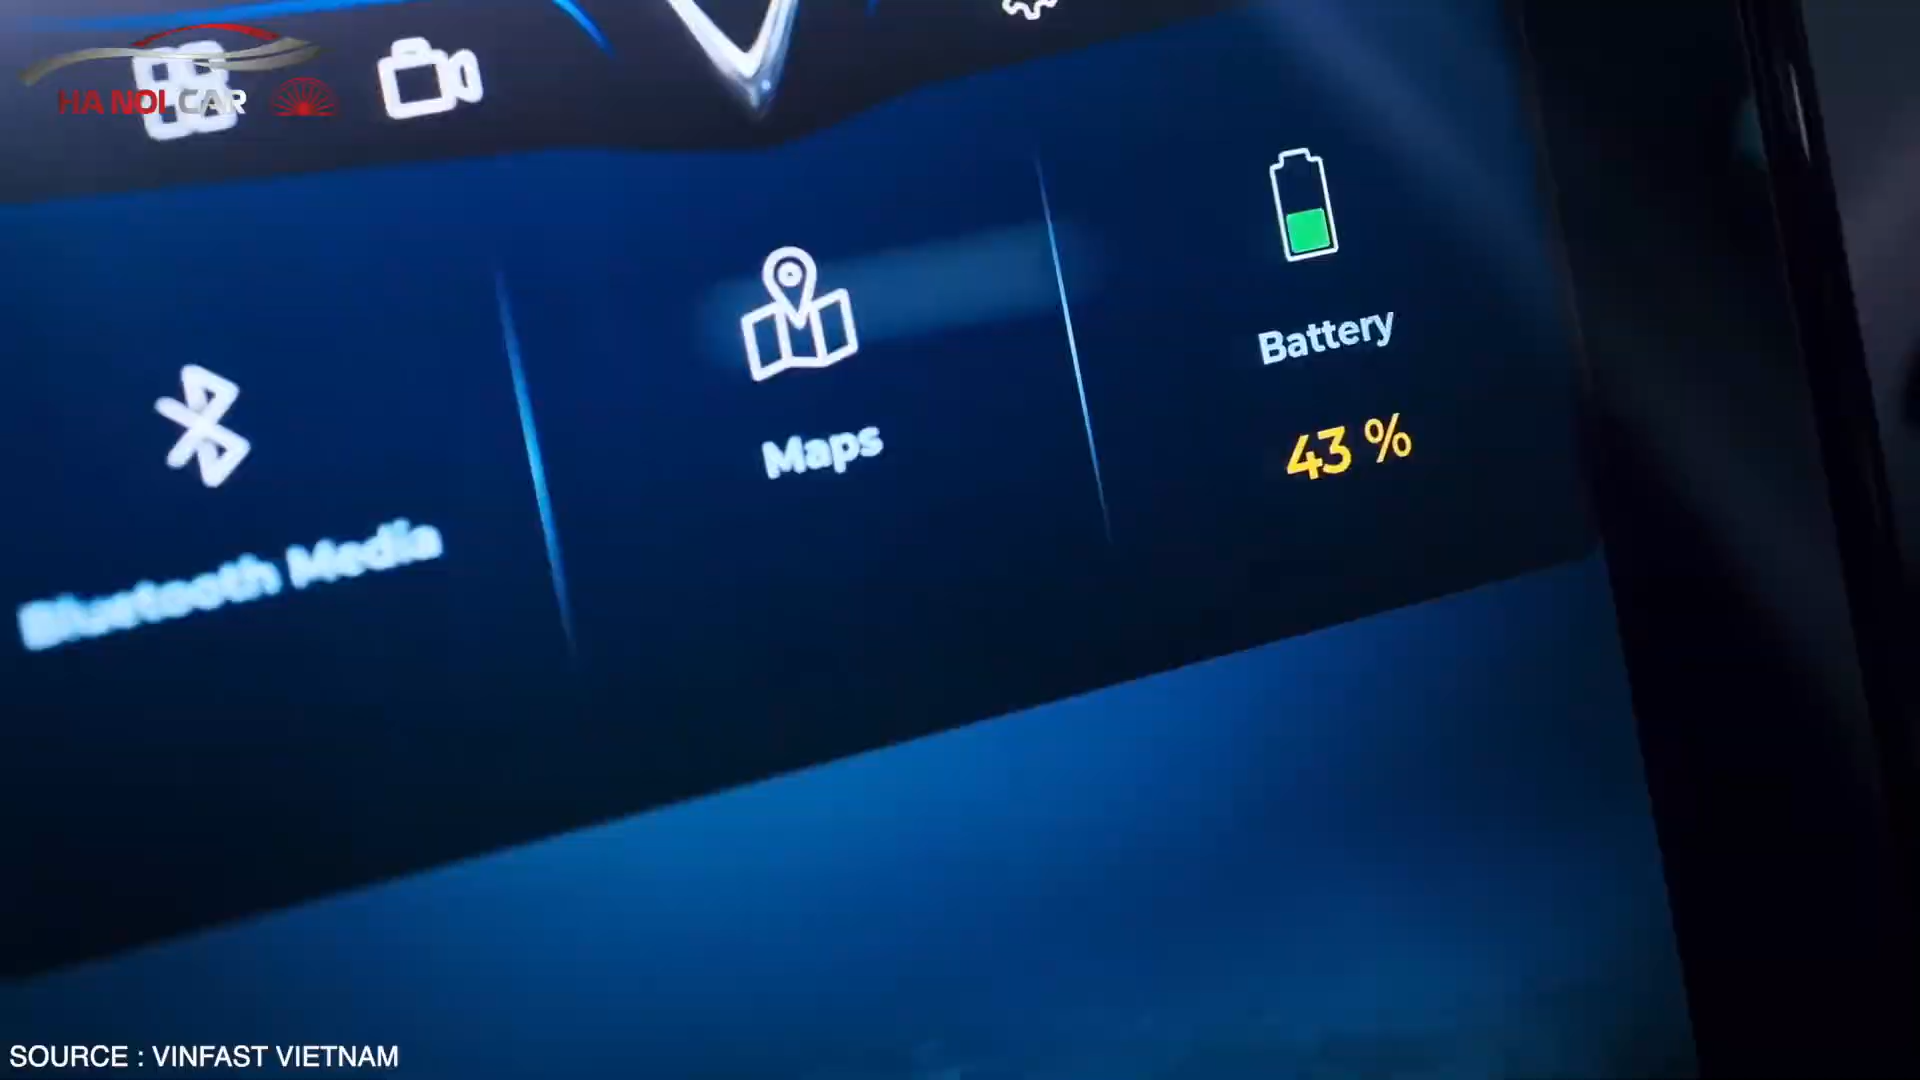 HA NOI CAR
Battery
43 %
Maps
Bluetooth Media
SOURCE : VINFAST VIETNAM